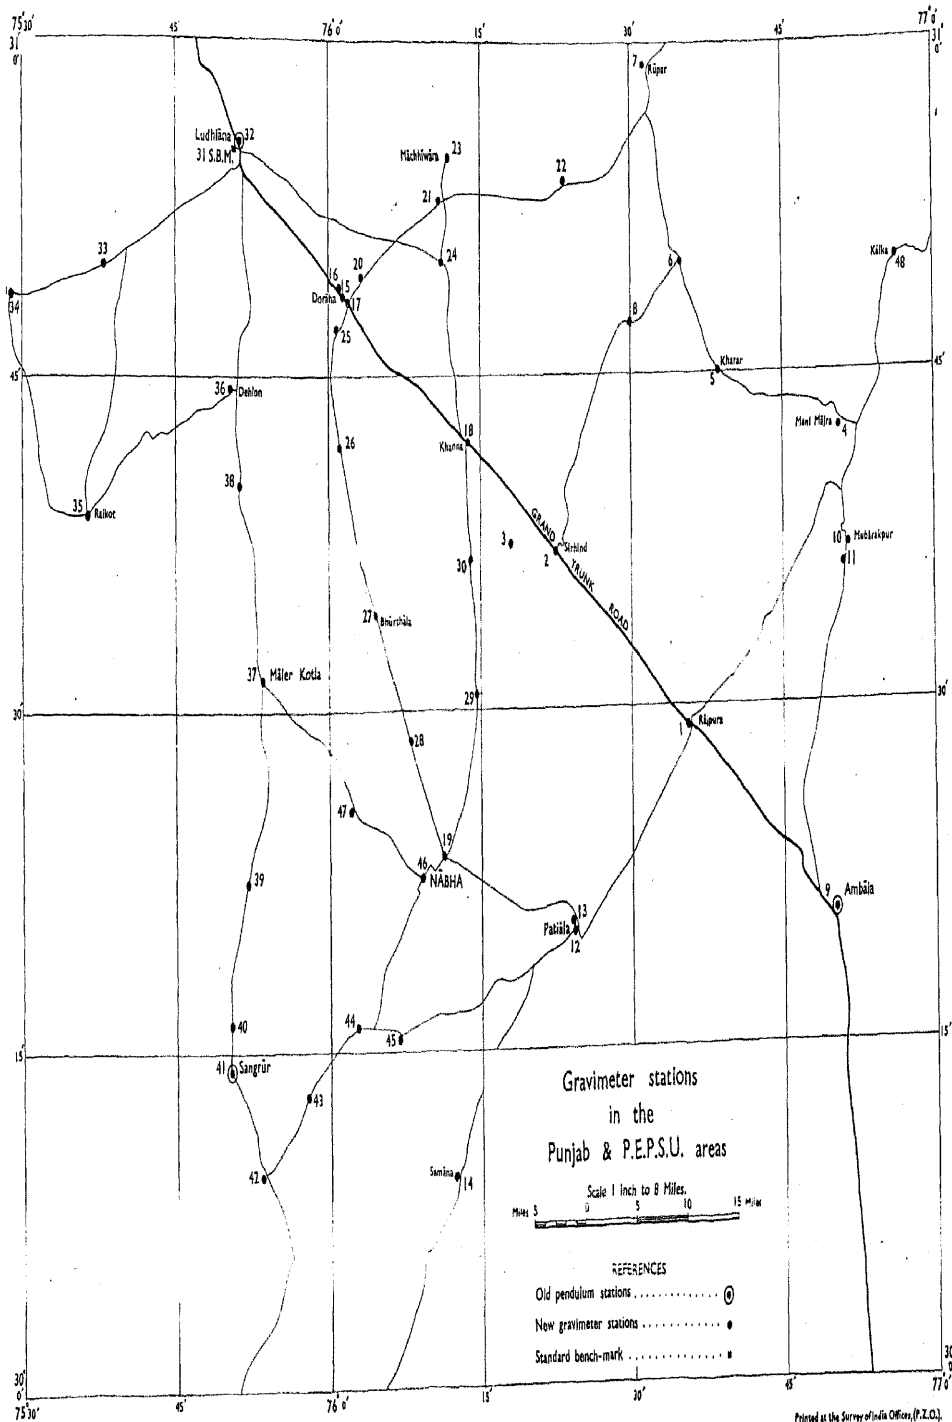 75°30'
45'
76°0'
15
30'
45'
77°0'
31°
0'
31°
0'
7
Rūpar
Ludhiāna
32
31 S.B.M.
Māchhiwāra
23
22
21
33
24
Kālka
48
6
20
16
15
Dorāha
17
34
8
25
Kharar
5
45'
45'
36
Dehlon
Mani Mājra
4
26
18
Khanna
38
35
Raikot
GRAND
TRUNK
ROAD
3
2
Sirhind
10
Mubārakpur
11
30
27
Bhūrthāla
37
Māler Kotla
29
30'
30'
1
Rājpura
28
47
19
46
NĀBHA
39
9
Ambāla
13
Patiāla
12
40
44
45
15'
15'
41
Sangrūr
43
42
Samāna
14
Gravimeter stations
in the
Punjab & P.E.P.S.U. areas
Scale 1 inch to 8 Miles.
Miles 5 0 5 10 15 Miles
REFERENCES
Old pendulum stations
New gravimeter stations
Standard bench-mark
30'
0'
30
75°30'
45'
76°0'
15
30'
45'
77°0'
Printed at the Survey of India Offices, (P.Z.O.).